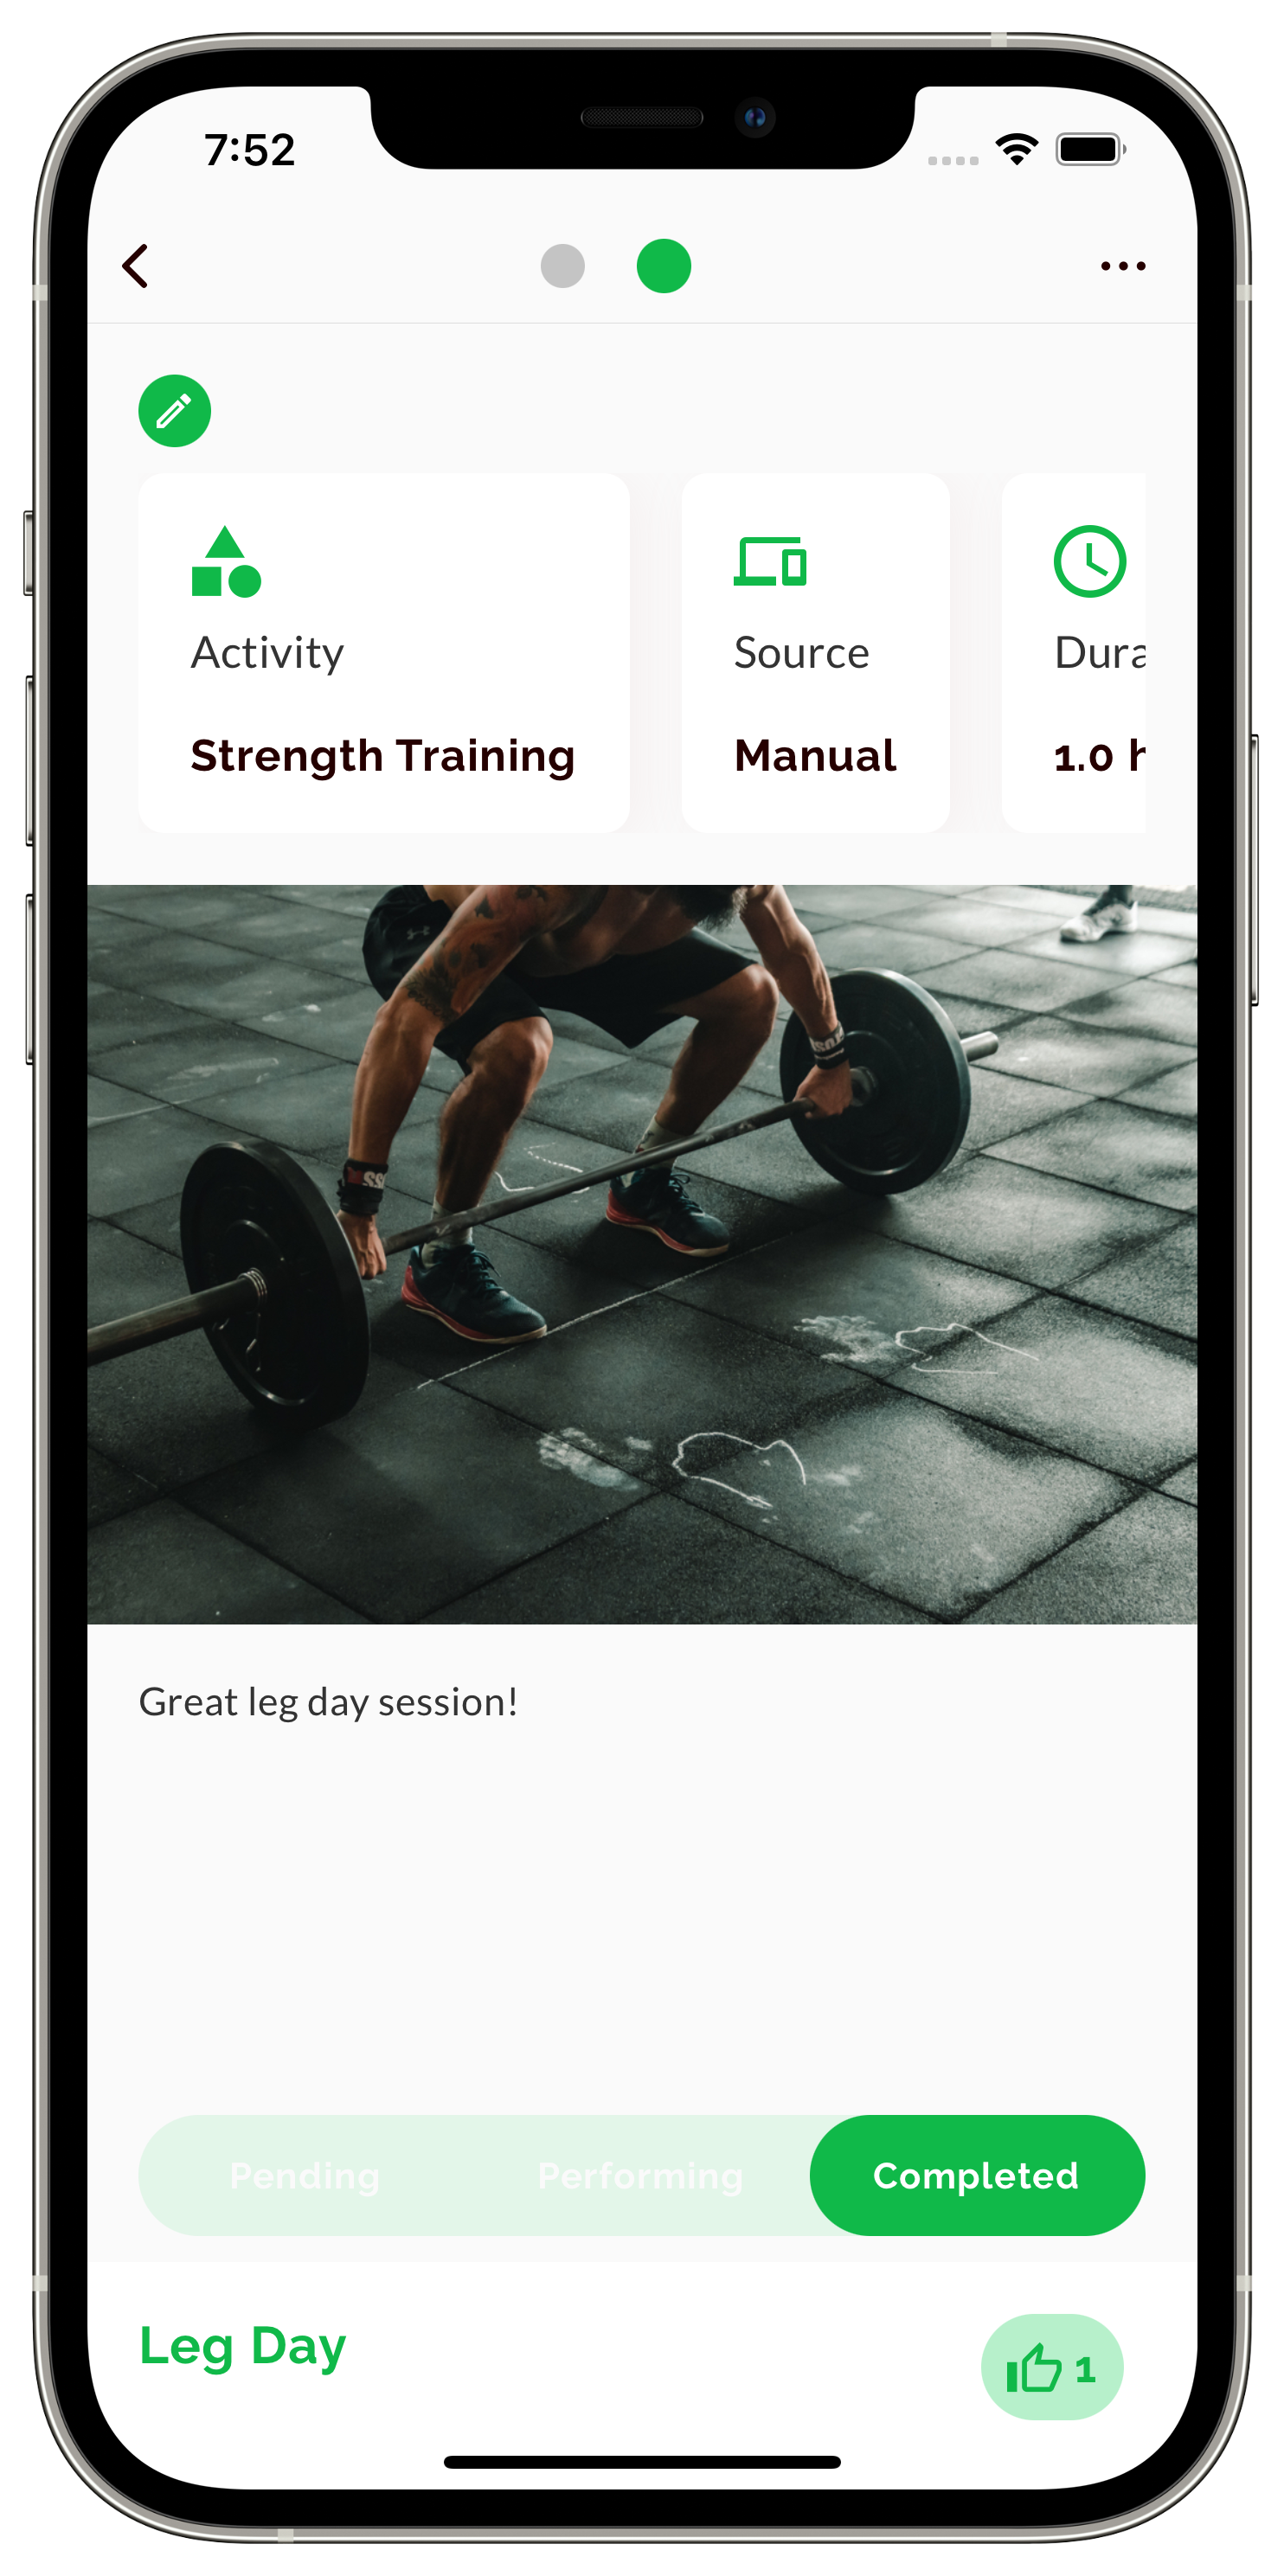 7:52
Activity
Strength Training
Source
Manual
Dura
1.0 h
Great leg day session!
Pending
Performing
Completed
Leg Day
1